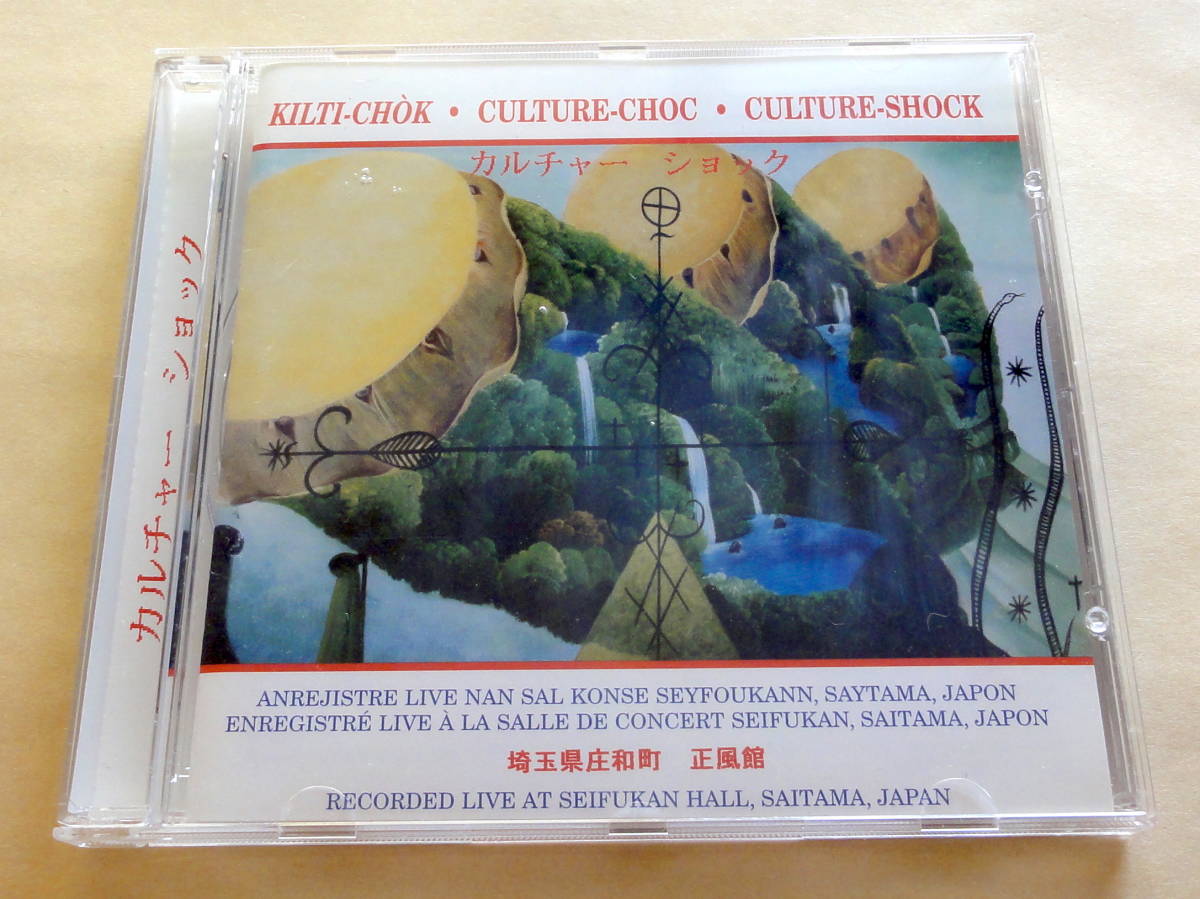 KILTI-CHÒK • CULTURE-CHOC • CULTURE-SHOCK
カルチャー ショック
カルチャー ショック
ANREJISTRE LIVE NAN SAL KONSE SEYFOUKANN, SAYTAMA, JAPON
ENREGISTRÉ LIVE À LA SALLE DE CONCERT SEIFUKAN, SAITAMA, JAPON
埼玉県庄和町 正風館
RECORDED LIVE AT SEIFUKAN HALL, SAITAMA, JAPAN